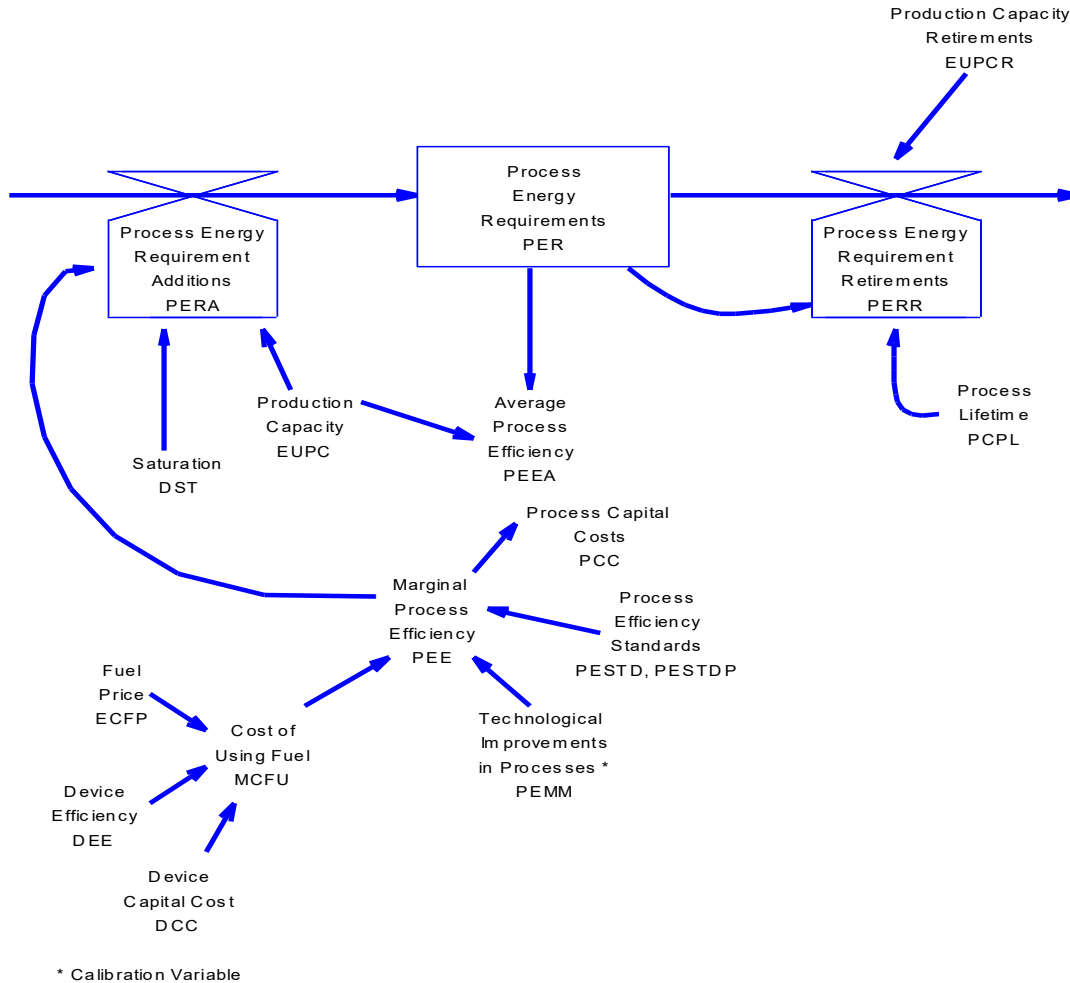 Production Capacity
Retirements
EUPCR
Process
Energy
Requirements
PER
Process Energy
Requirement
Additions
PERA
Process Energy
Requirement
Retirements
PERR
Production
Capacity
EUPC
Average
Process
Efficiency
PEEA
Process
Lifetime
PCPL
Saturation
DST
Process Capital
Costs
PCC
Marginal
Process
Efficiency
PEE
Process
Efficiency
Standards
PESTD, PESTDP
Fuel
Price
ECFP
Cost of
Using Fuel
MCFU
Technological
Improvements
in Processes *
PEMM
Device
Efficiency
DEE
Device
Capital Cost
DCC
* Calibration Variable